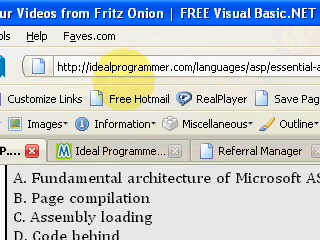 ur Videos from Fritz Onion | FREE Visual Basic.NET
ols Help Faves.com
http://idealprogrammer.com/languages/asp/essential-a
Customize Links Free Hotmail RealPlayer Save Pag
Images Information Miscellaneous Outline
P.... Ideal Programme... Referral Manager
A. Fundamental architecture of Microsoft AS
B. Page compilation
C. Assembly loading
D. Code behind